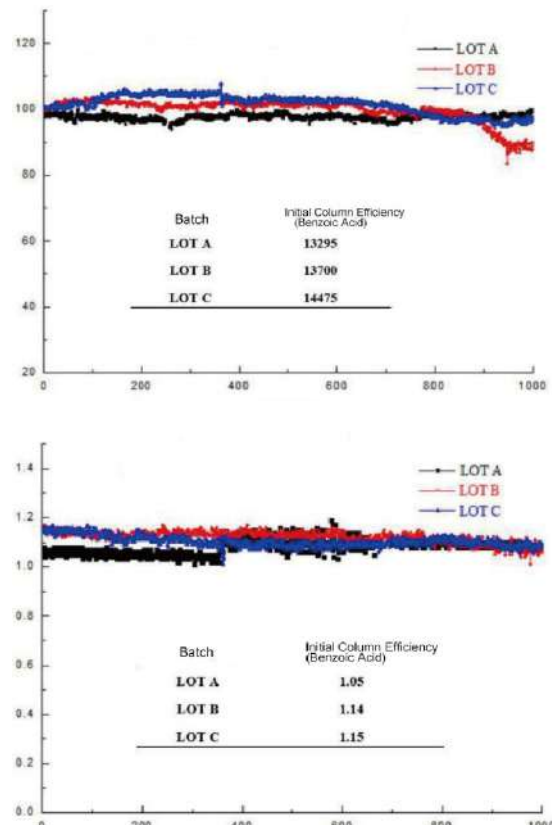 120
100
80
60
40
20
0
200
400
600
800
1000
LOT A
LOT B
LOT C
Batch
Initial Column Efficiency
(Benzoic Acid)
LOT A 13295
LOT B 13700
LOT C 14475
1.4
1.2
1.0
0.8
0.6
0.4
0.2
0.0
0
200
400
600
800
1000
LOT A
LOT B
LOT C
Batch
Initial Column Efficiency
(Benzoic Acid)
LOT A 1.05
LOT B 1.14
LOT C 1.15